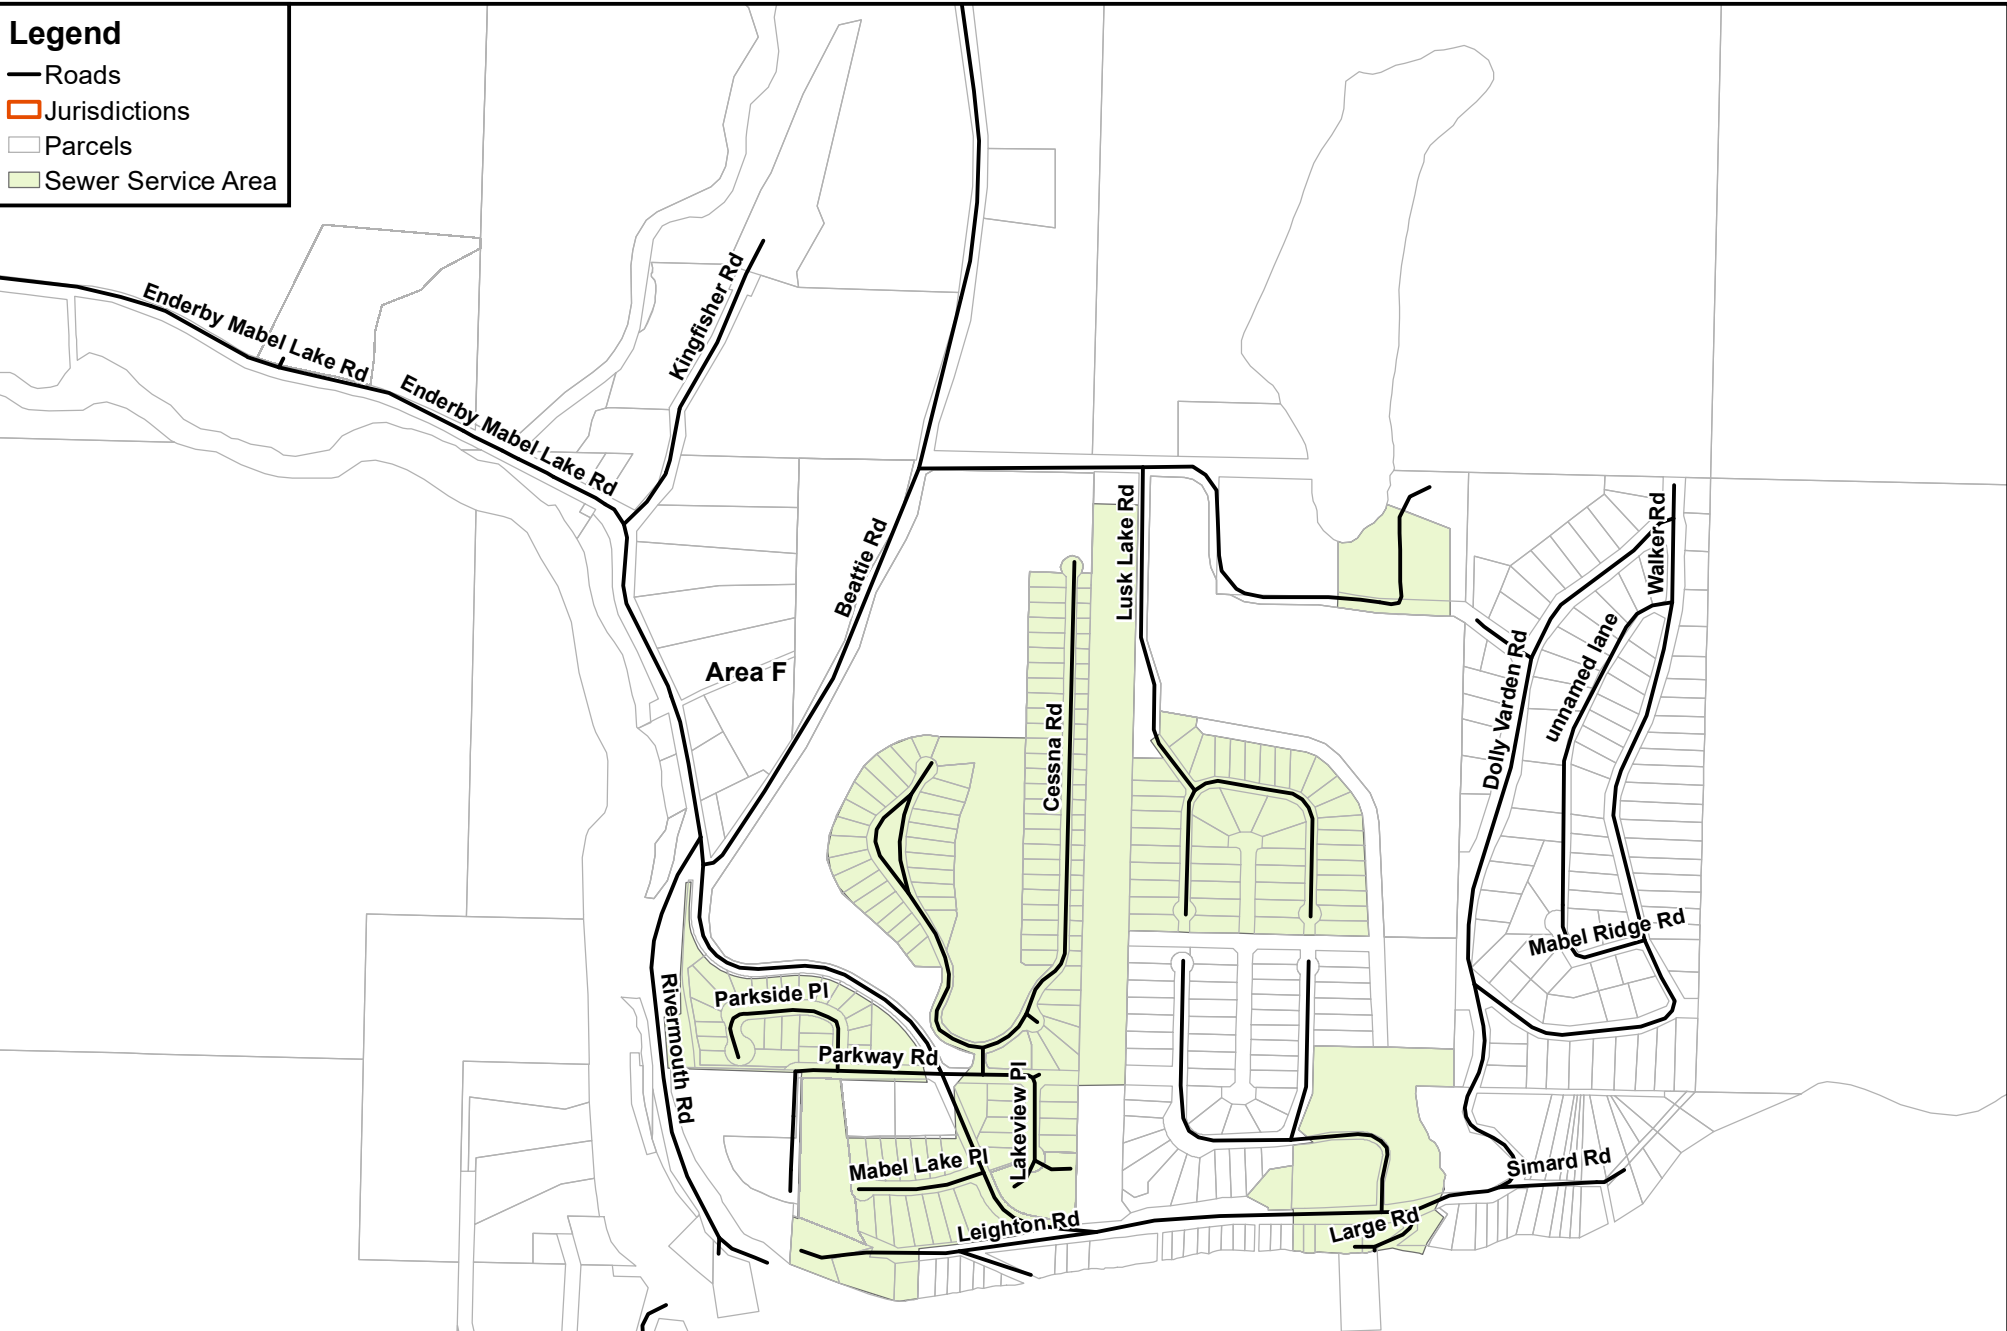 Legend
Roads
Jurisdictions
Parcels
Sewer Service Area
Enderby Mabel Lake Rd
Kingfisher Rd
Enderby Mabel Lake Rd
Beattie Rd
Lusk Lake Rd
Walker Rd
unnamed lane
Dolly Varden Rd
Area F
Cessna Rd
Mabel Ridge Rd
Rivermouth Rd
Parkside Pl
Parkway Rd
Lakeview Pl
Mabel Lake Pl
Simard Rd
Leighton Rd
Large Rd